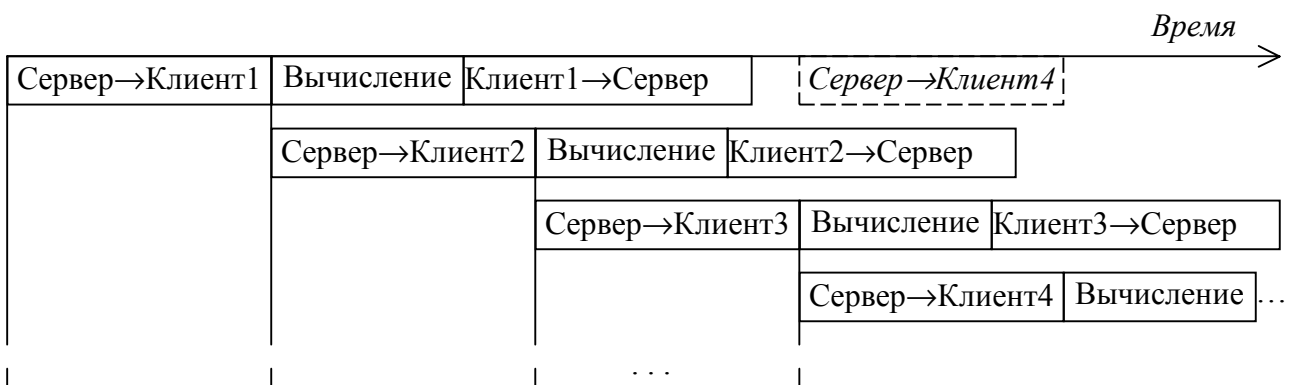 Время
Сервер→Клиент1 Вычисление Клиент1→Сервер Сервер→Клиент4
Сервер→Клиент2 Вычисление Клиент2→Сервер
Сервер→Клиент3 Вычисление Клиент3→Сервер
Сервер→Клиент4 Вычисление ...
...